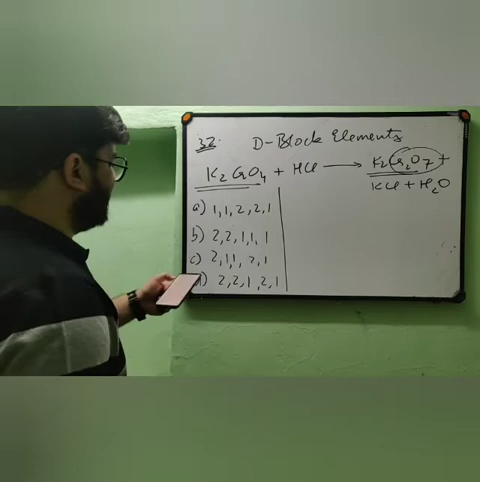 32. D-Block Elements
K2CrO4 + HCl ⟶ K2Cr2O7 +
KCl + H2O
a) 1,1,2,2,1
b) 2,2,1,1,1
c) 2,1,1,2,1
d) 2,2,1,2,1